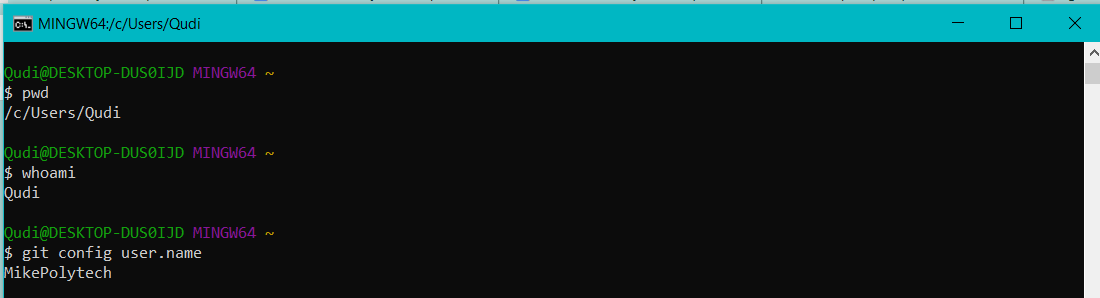 MINGW64:/c/Users/Qudi
Qudi@DESKTOP-DUS0IJD MINGW64 ~
$ pwd
/c/Users/Qudi
Qudi@DESKTOP-DUS0IJD MINGW64 ~
$ whoami
Qudi
Qudi@DESKTOP-DUS0IJD MINGW64 ~
$ git config user.name
MikePolytech